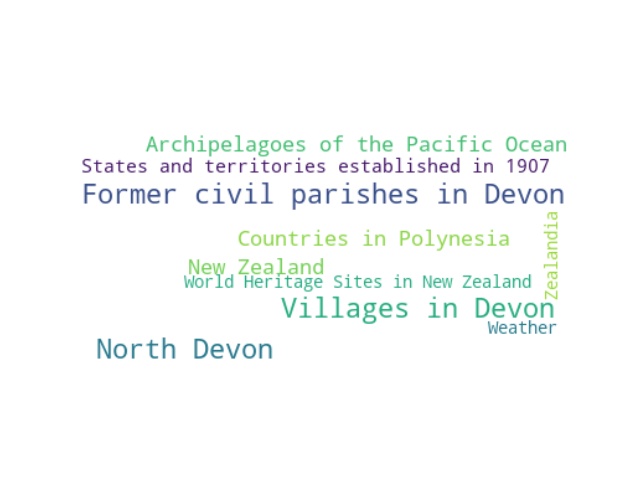 Archipelagoes of the Pacific Ocean
States and territories established in 1907
Former civil parishes in Devon
Countries in Polynesia
Zealandia
New Zealand
World Heritage Sites in New Zealand
Villages in Devon
Weather
North Devon